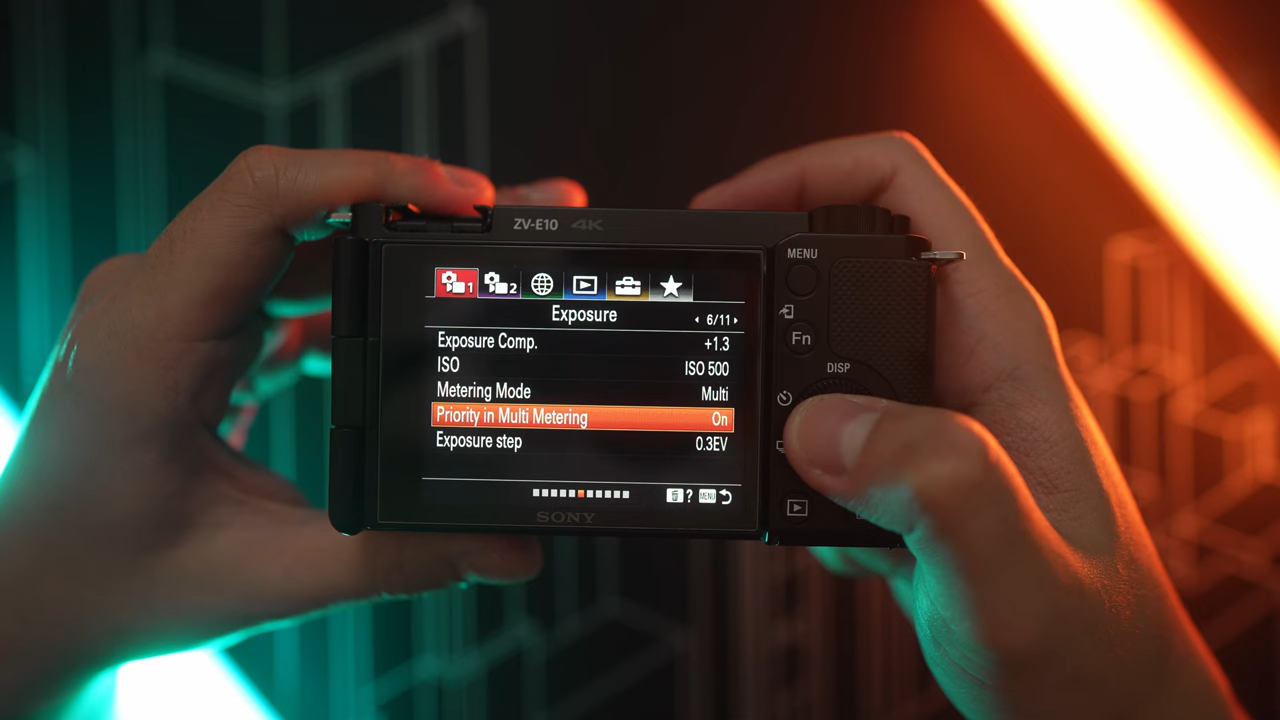 ZV-E10 4K
MENU
1 2
Exposure
6/11
Exposure Comp. +1.3
ISO ISO 500
Metering Mode Multi
Priority in Multi Metering On
Exposure step 0.3EV
? MENU
SONY
Fn
DISP